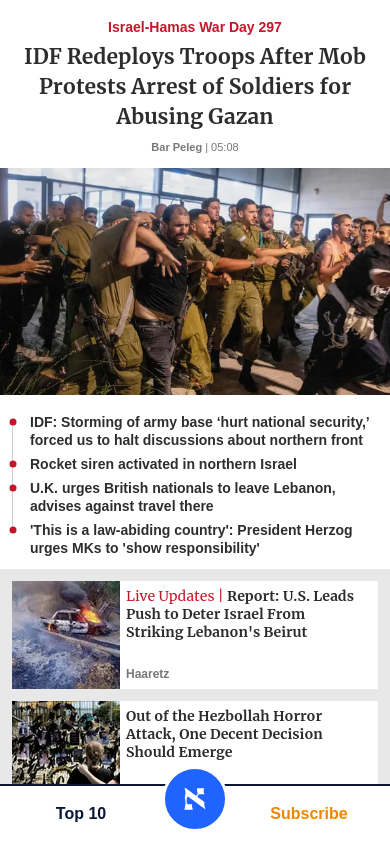 Israel-Hamas War Day 297
IDF Redeploys Troops After Mob
Protests Arrest of Soldiers for
Abusing Gazan
Bar Peleg | 05:08
IDF: Storming of army base ‘hurt national security,’
forced us to halt discussions about northern front
Rocket siren activated in northern Israel
U.K. urges British nationals to leave Lebanon,
advises against travel there
'This is a law-abiding country': President Herzog
urges MKs to 'show responsibility'
Live Updates | Report: U.S. Leads
Push to Deter Israel From
Striking Lebanon's Beirut
Haaretz
Out of the Hezbollah Horror
Attack, One Decent Decision
Should Emerge
Top 10
Subscribe